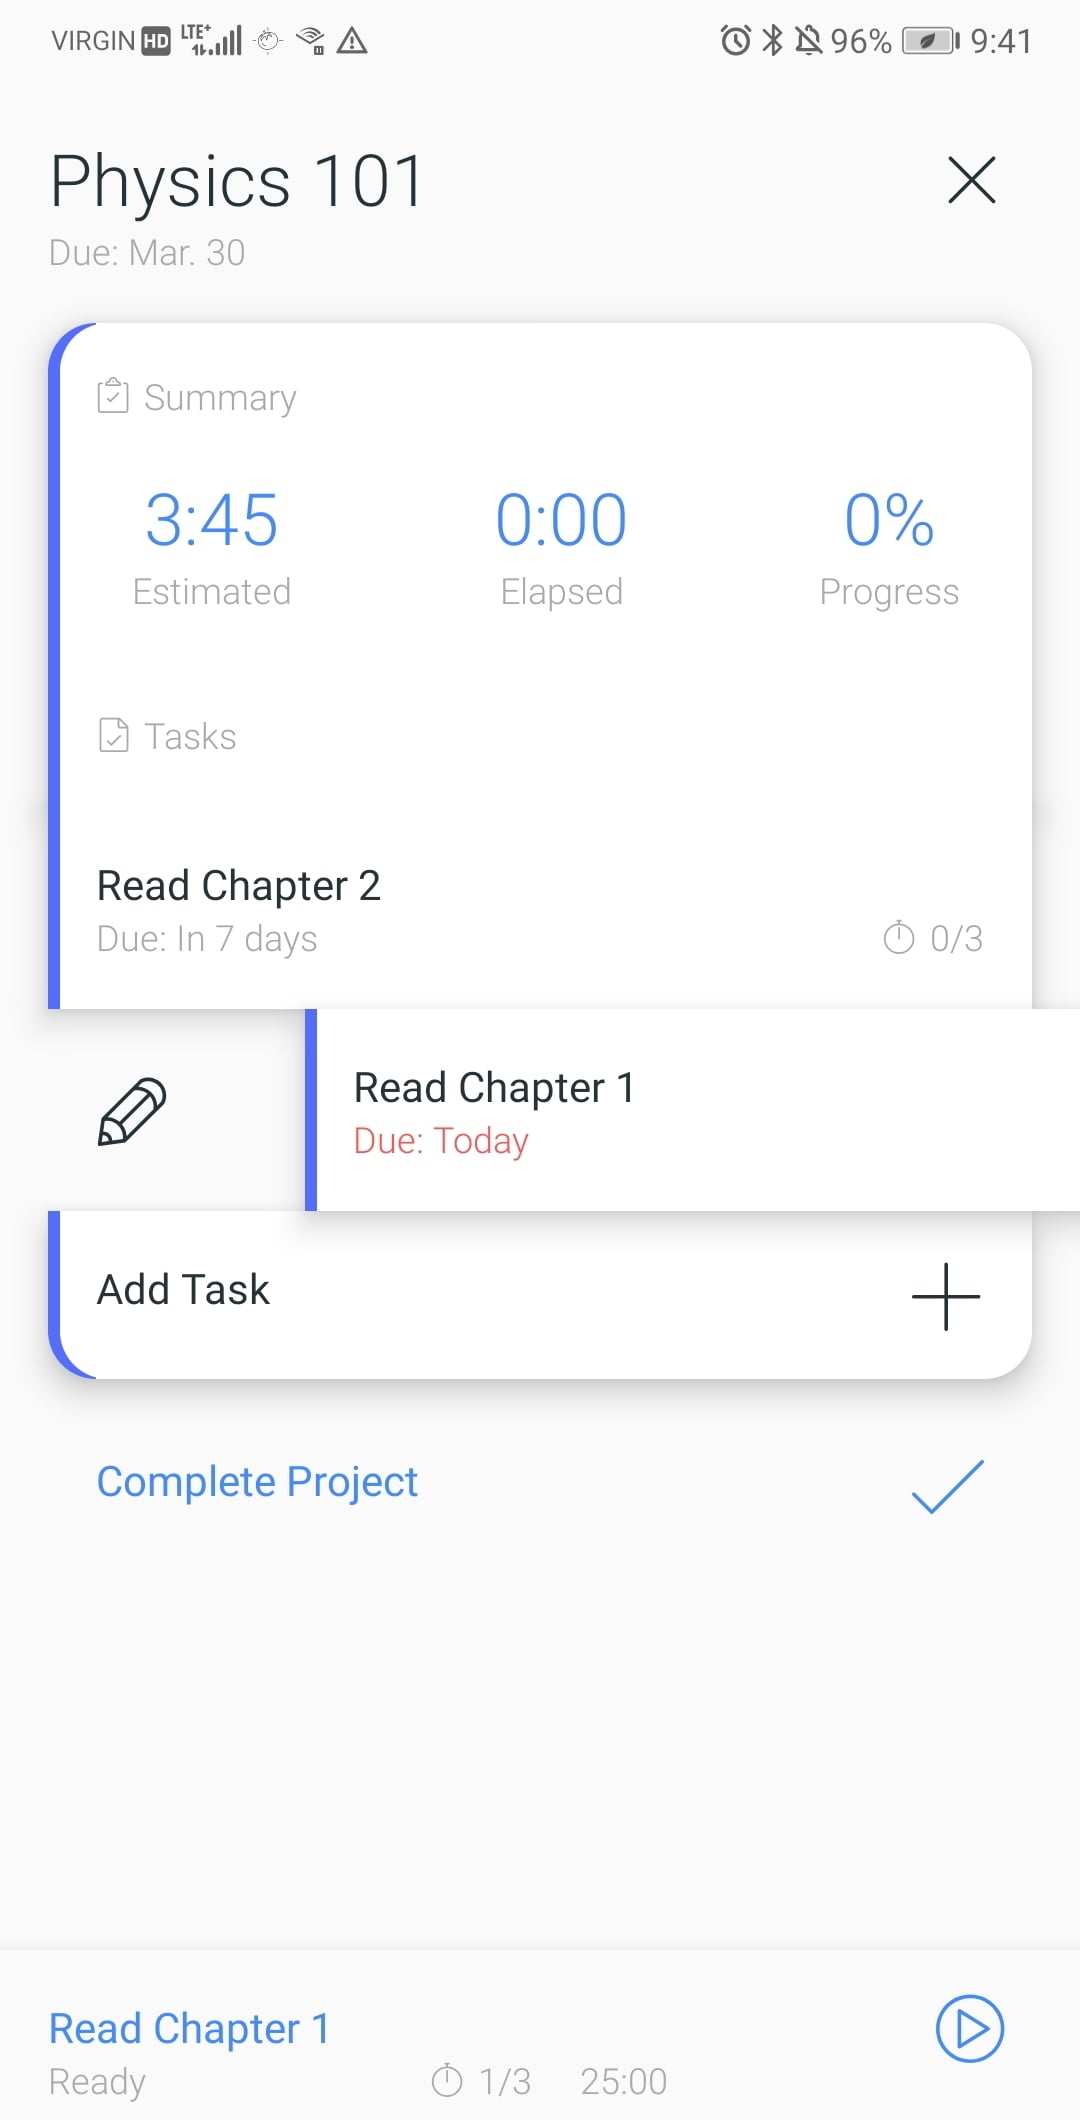 VIRGIN HD LTE+ 96% 9:41
Physics 101
Due: Mar. 30
Summary
3:45 0:00 0%
Estimated Elapsed Progress
Tasks
Read Chapter 2
Due: In 7 days 0/3
Read Chapter 1
Due: Today
Add Task
Complete Project
Read Chapter 1
Ready 1/3 25:00